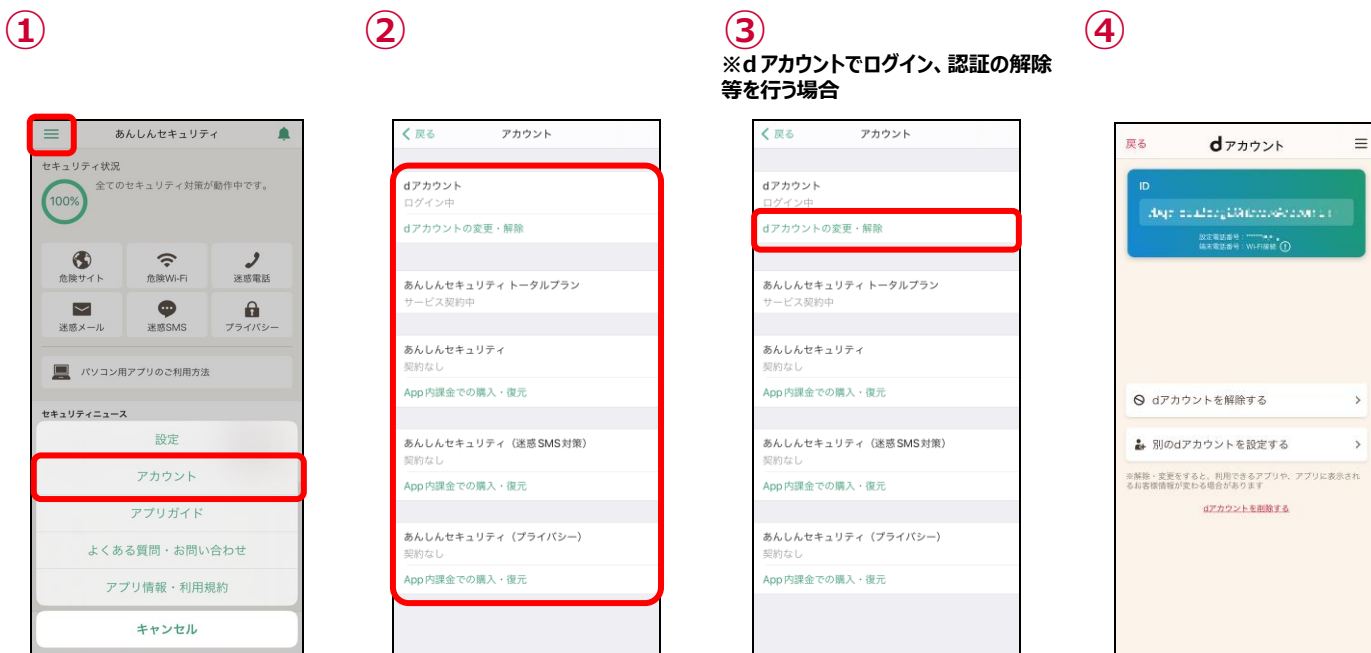 ①
あんしんセキュリティ
セキュリティ状況
100%
全てのセキュリティ対策が動作中です。
危険サイト
危険Wi-Fi
迷惑電話
迷惑メール
迷惑SMS
プライバシー
パソコン用アプリのご利用方法
セキュリティニュース
設定
アカウント
アプリガイド
よくある質問・お問い合わせ
アプリ情報・利用規約
キャンセル
②
戻る
アカウント
dアカウント
ログイン中
dアカウントの変更・解除
あんしんセキュリティ トータルプラン
サービス契約中
あんしんセキュリティ
契約なし
App内課金での購入・復元
あんしんセキュリティ（迷惑SMS対策）
契約なし
App内課金での購入・復元
あんしんセキュリティ（プライバシー）
契約なし
App内課金での購入・復元
③
※dアカウントでログイン、認証の解除
等を行う場合
戻る
アカウント
dアカウント
ログイン中
dアカウントの変更・解除
あんしんセキュリティ トータルプラン
サービス契約中
あんしんセキュリティ
契約なし
App内課金での購入・復元
あんしんセキュリティ（迷惑SMS対策）
契約なし
App内課金での購入・復元
あんしんセキュリティ（プライバシー）
契約なし
App内課金での購入・復元
④
戻る
dアカウント
ID
設定電話番号：
端末電話番号：Wi-Fi接続
dアカウントを解除する
別のdアカウントを設定する
※解除・変更をすると、利用できるアプリや、アプリに表示され
るお客様情報が変わる場合があります
dアカウントを削除する